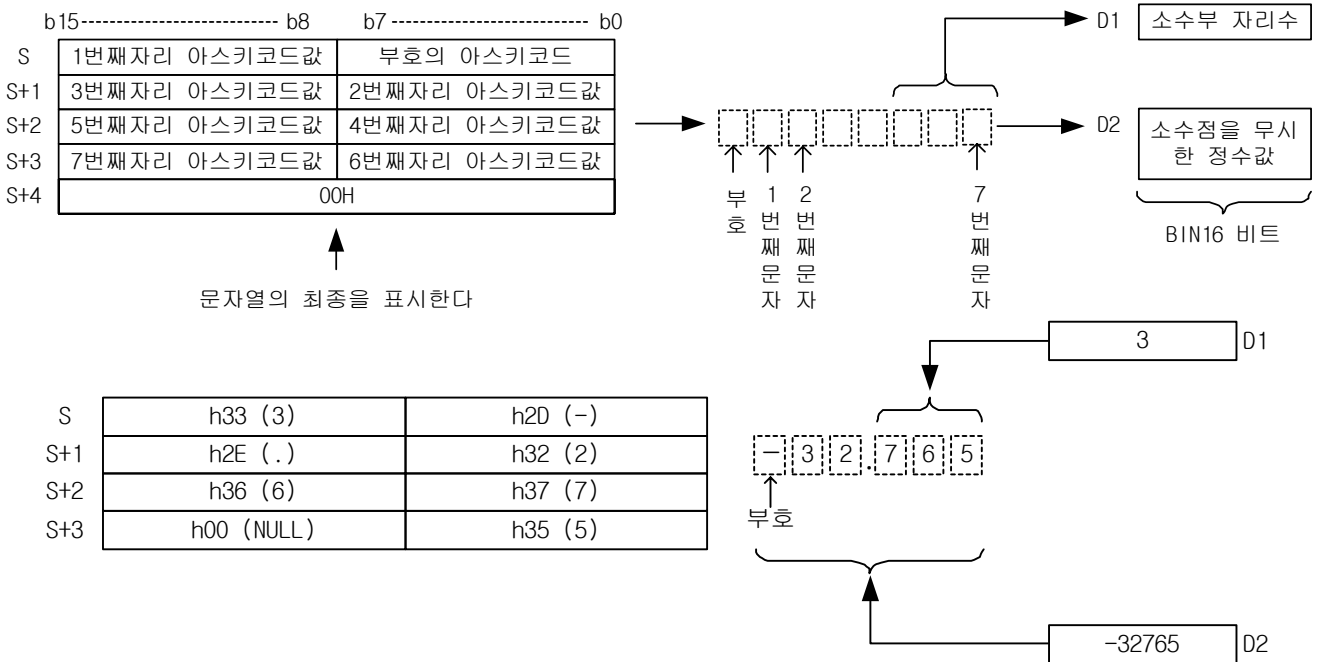 b15 b8 b7 b0
S 1번째자리 아스키코드값 부호의 아스키코드
S+1 3번째자리 아스키코드값 2번째자리 아스키코드값
S+2 5번째자리 아스키코드값 4번째자리 아스키코드값
S+3 7번째자리 아스키코드값 6번째자리 아스키코드값
S+4 00H
문자열의 최종을 표시한다
부호
1번째문자
2번째문자
7번째문자
D1 소수부 자리수
D2 소수점을 무시
한 정수값
BIN16 비트
3 D1
S h33 (3) h2D (-)
S+1 h2E (.) h32 (2)
S+2 h36 (6) h37 (7)
S+3 h00 (NULL) h35 (5)
-32.765
부호
-32765 D2